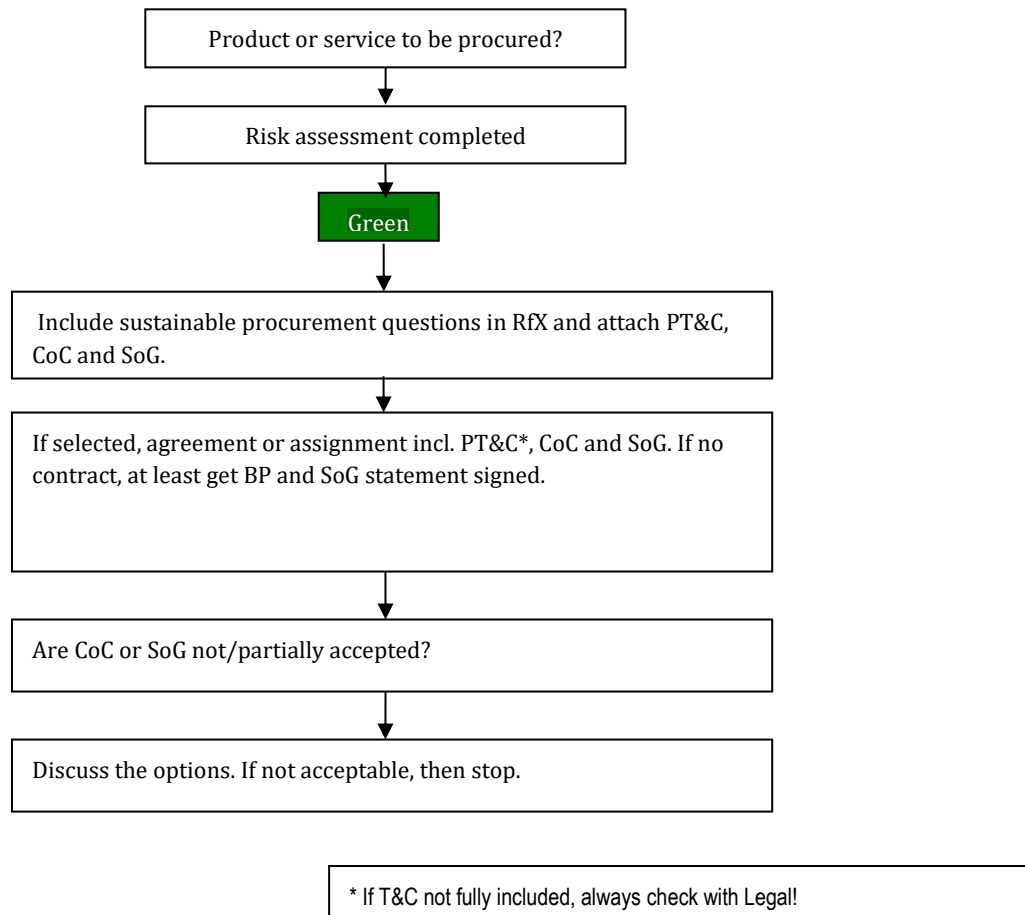 Product or service to be procured?
Risk assessment completed
Green
Include sustainable procurement questions in RfX and attach PT&C,
CoC and SoG.
If selected, agreement or assignment incl. PT&C*, CoC and SoG. If no
contract, at least get BP and SoG statement signed.
Are CoC or SoG not/partially accepted?
Discuss the options. If not acceptable, then stop.
* If T&C not fully included, always check with Legal!